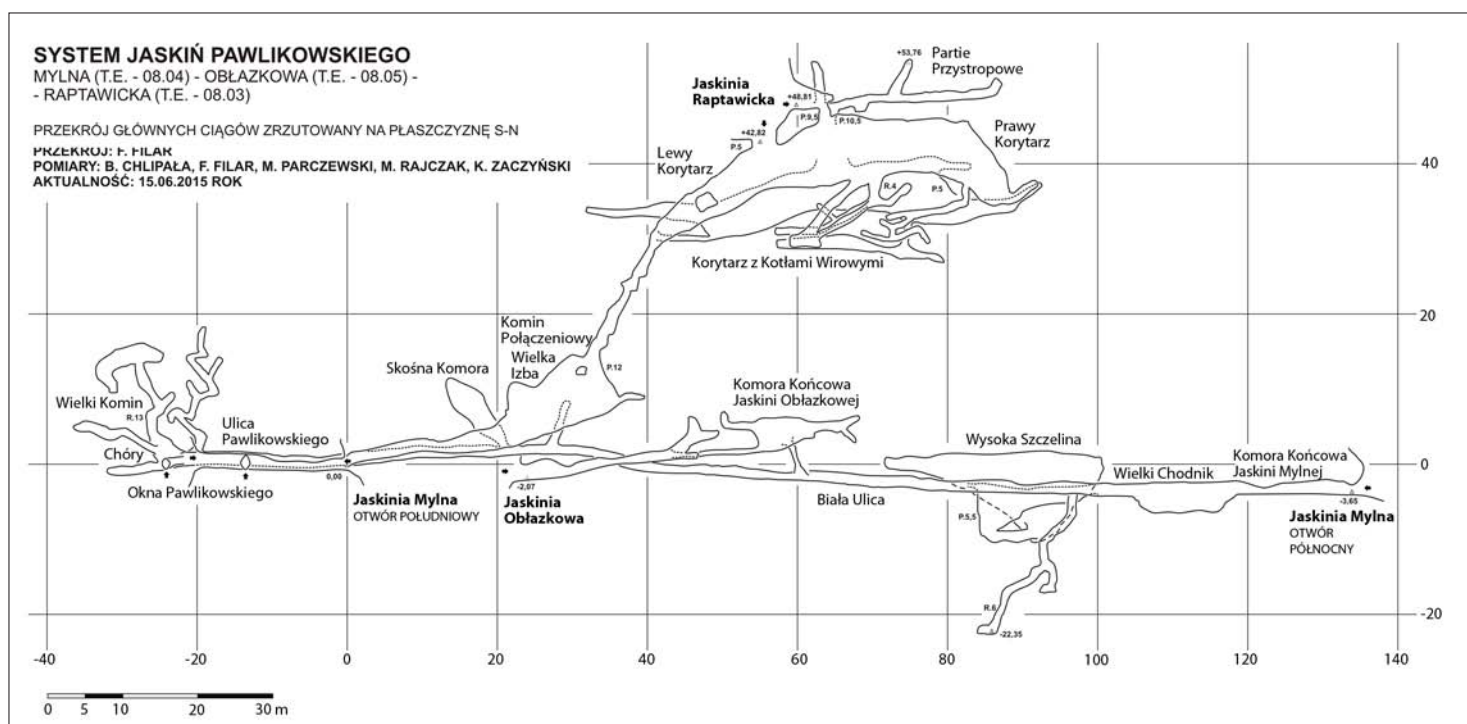 SYSTEM JASKIŃ PAWLIKOWSKIEGO
MYLNA (T.E. - 08.04) - OBŁAZKOWA (T.E. - 08.05) -
- RAPTAWICKA (T.E. - 08.03)
PRZEKRÓJ GŁÓWNYCH CIĄGÓW ZRZUTOWANY NA PŁASZCZYZNĘ S-N
PRZEKRÓJ: F. FILAR
POMIARY: B. CHLIPAŁA, F. FILAR, M. PARCZEWSKI, M. RAJCZAK, K. ZACZYŃSKI
AKTUALNOŚĆ: 15.06.2015 ROK
+53,76
Partie
Przystropowe
Jaskinia
Raptawicka
+48,81
P.9,5
P.10,5
+42,82
P.5
Lewy
Korytarz
Prawy
Korytarz
40
R.4
P.5
Korytarz z Kotłami Wirowymi
20
Komin
Połączeniowy
Wielka
Izba
P.12
Skośna Komora
Komora Końcowa
Jaskini Obłazkowej
Wielki Komin
R.13
Ulica
Pawlikowskiego
Chóry
Okna Pawlikowskiego
0,00
Jaskinia Mylna
OTWÓR POŁUDNIOWY
-2,07
Jaskinia
Obłazkowa
Biała Ulica
Wysoka Szczelina
Wielki Chodnik
Komora Końcowa
Jaskini Mylnej
0
-3,65
Jaskinia Mylna
OTWÓR
PÓŁNOCNY
P.5,5
R.6
-22,35
-20
-40 -20 0 20 40 60 80 100 120 140
0 5 10 20 30 m